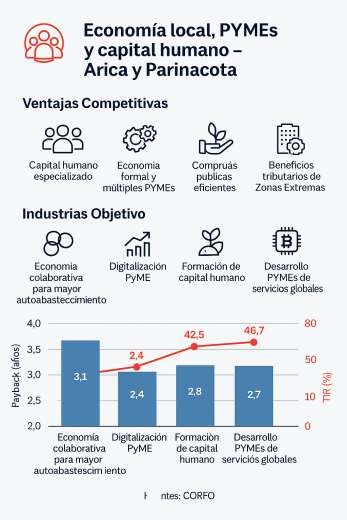 Economía local, PYMEs
y capital humano –
Arica y Parinacota
Ventajas Competitivas
Capital humano
especializado
Economia
formal y
múltiples PYMEs
Compruás
publicas
eficientes
Beneficios
tributarios de
Zonas Extremas
Industrias Objetivo
Economia
colaborativa
para mayor
autoabasteccimiento
Digitalización
PyME
Formación de
capital humano
Desarrollo
PYMEs de
servicios globales
Payback (años)
4,0
3,5
3,0
2,5
2,0
3,1
2,4
2,4
42,5
2,8
46,7
2,7
80
50
10
0
TIR (%)
Economía
colaborativa
para mayor
autoabastescim iento
Digitalización
PyME
Formaciòn
de capital
humano
Desarrollo
PYMEs de
serviciós globales
F ntes: CORFO